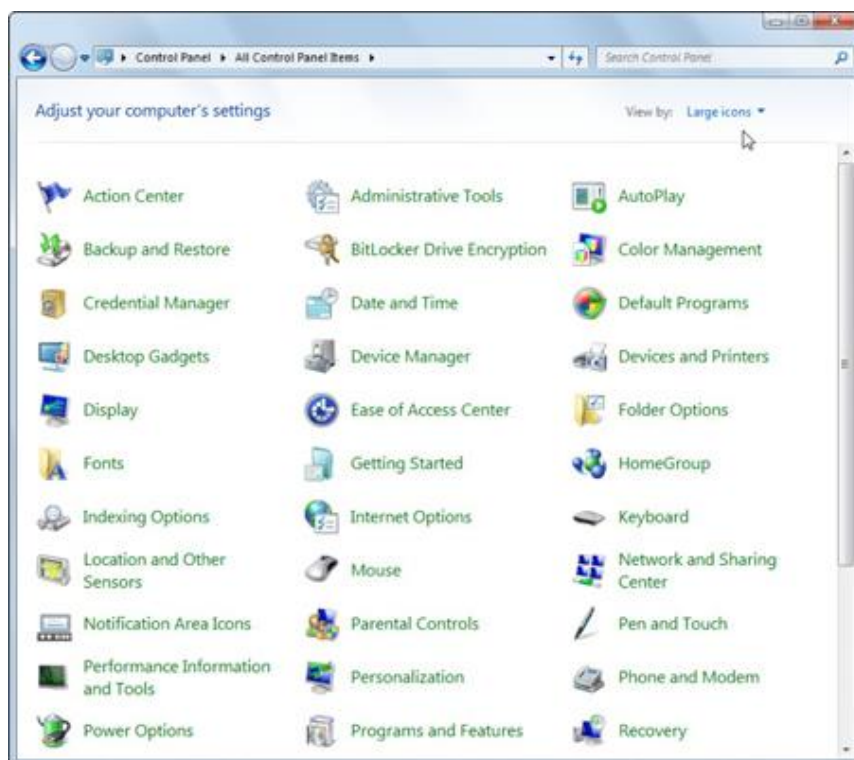 Control Panel All Control Panel Items Search Control Panel
Adjust your computer's settings View by: Large icons
Action Center Administrative Tools AutoPlay
Backup and Restore BitLocker Drive Encryption Color Management
Credential Manager Date and Time Default Programs
Desktop Gadgets Device Manager Devices and Printers
Display Ease of Access Center Folder Options
Fonts Getting Started HomeGroup
Indexing Options Internet Options Keyboard
Location and Other
Sensors
Mouse
Network and Sharing
Center
Notification Area Icons Parental Controls Pen and Touch
Performance Information
and Tools
Personalization
Phone and Modem
Power Options Programs and Features Recovery